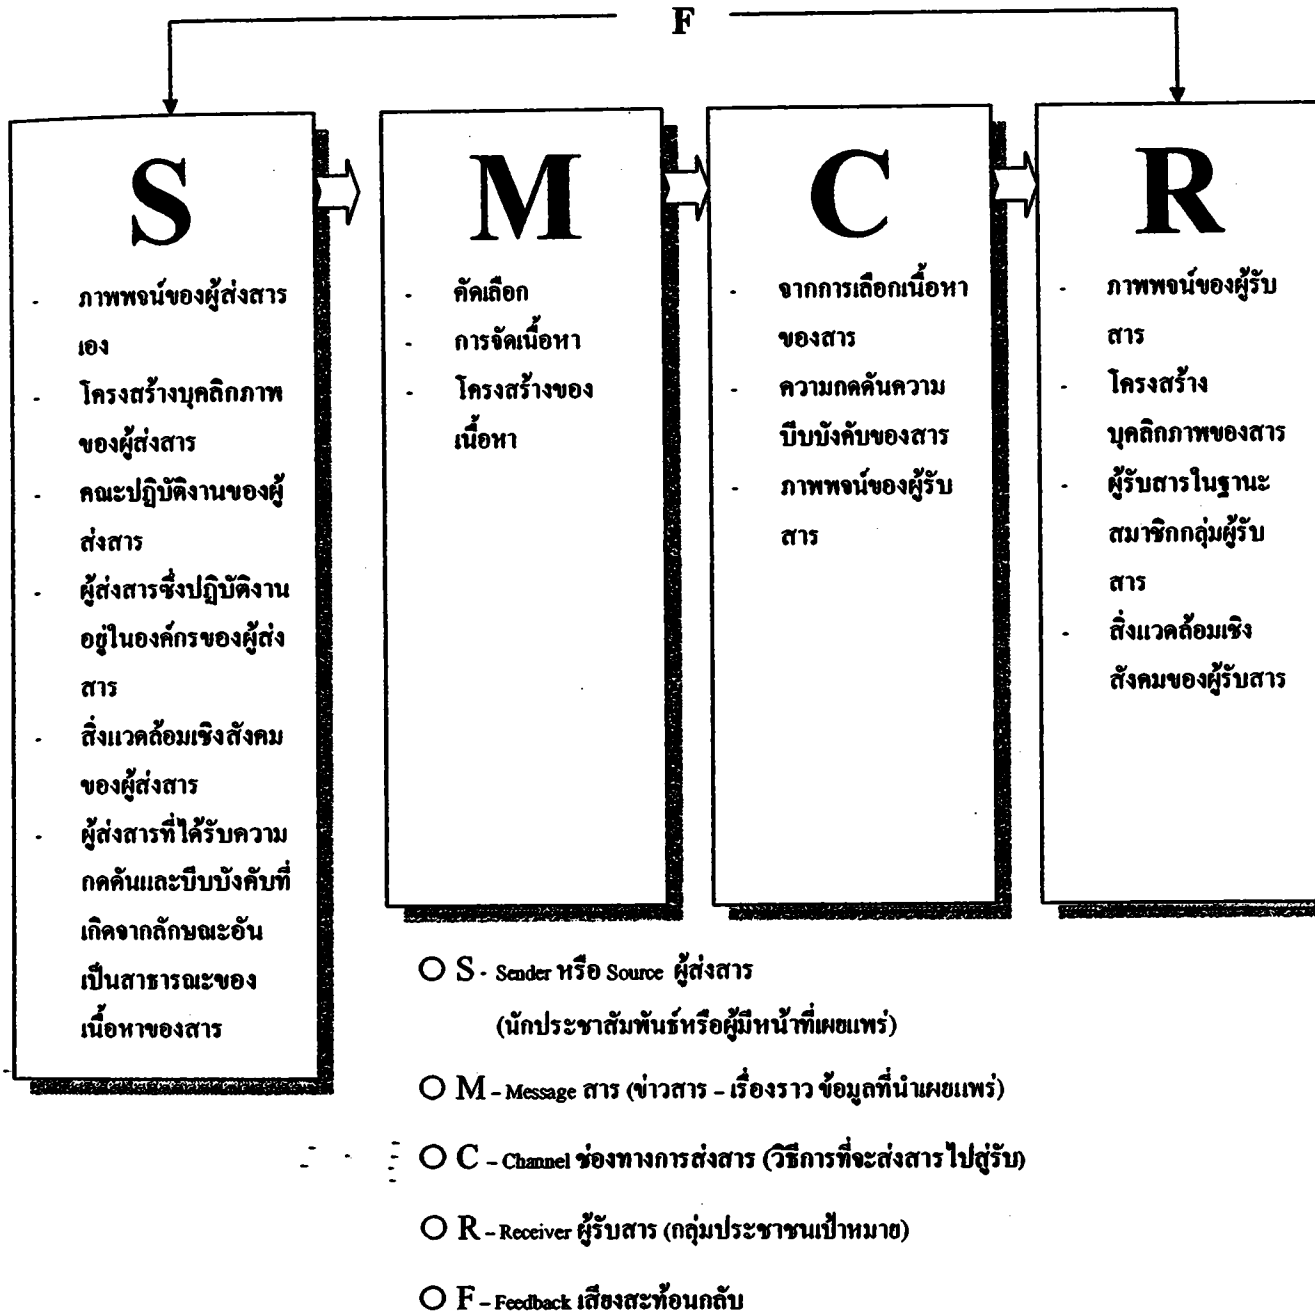 F
S
- ภาพพจน์ของผู้ส่งสาร
เอง
- โครงสร้างบุคลิกภาพ
ของผู้ส่งสาร
- คณะปฏิบัติงานของผู้
ส่งสาร
- ผู้ส่งสารซึ่งปฏิบัติงาน
อยู่ในองค์กรของผู้ส่ง
สาร
- สิ่งแวดล้อมเชิงสังคม
ของผู้ส่งสาร
- ผู้ส่งสารที่ได้รับความ
กดดันและบีบบังคับที่
เกิดจากลักษณะอัน
เป็นสาธารณะของ
เนื้อหาของสาร
M
- คัดเลือก
- การจัดเนื้อหา
- โครงสร้างของ
เนื้อหา
C
- จากการเลือกเนื้อหา
ของสาร
- ความกดดันความ
บีบบังคับของสาร
- ภาพพจน์ของผู้รับ
สาร
R
- ภาพพจน์ของผู้รับ
สาร
- โครงสร้าง
บุคลิกภาพของสาร
- ผู้รับสารในฐานะ
สมาชิกกลุ่มผู้รับ
สาร
- สิ่งแวดล้อมเชิง
สังคมของผู้รับสาร
S - Sender หรือ Source ผู้ส่งสาร
(นักประชาสัมพันธ์หรือผู้มีหน้าที่เผยแพร่)
M – Message สาร (ข่าวสาร – เรื่องราว ข้อมูลที่นำเผยแพร่)
C – Channel ช่องทางการส่งสาร (วิธีการที่จะส่งสารไปสู่รับ)
R – Receiver ผู้รับสาร (กลุ่มประชาชนเป้าหมาย)
F – Feedback เสียงสะท้อนกลับ